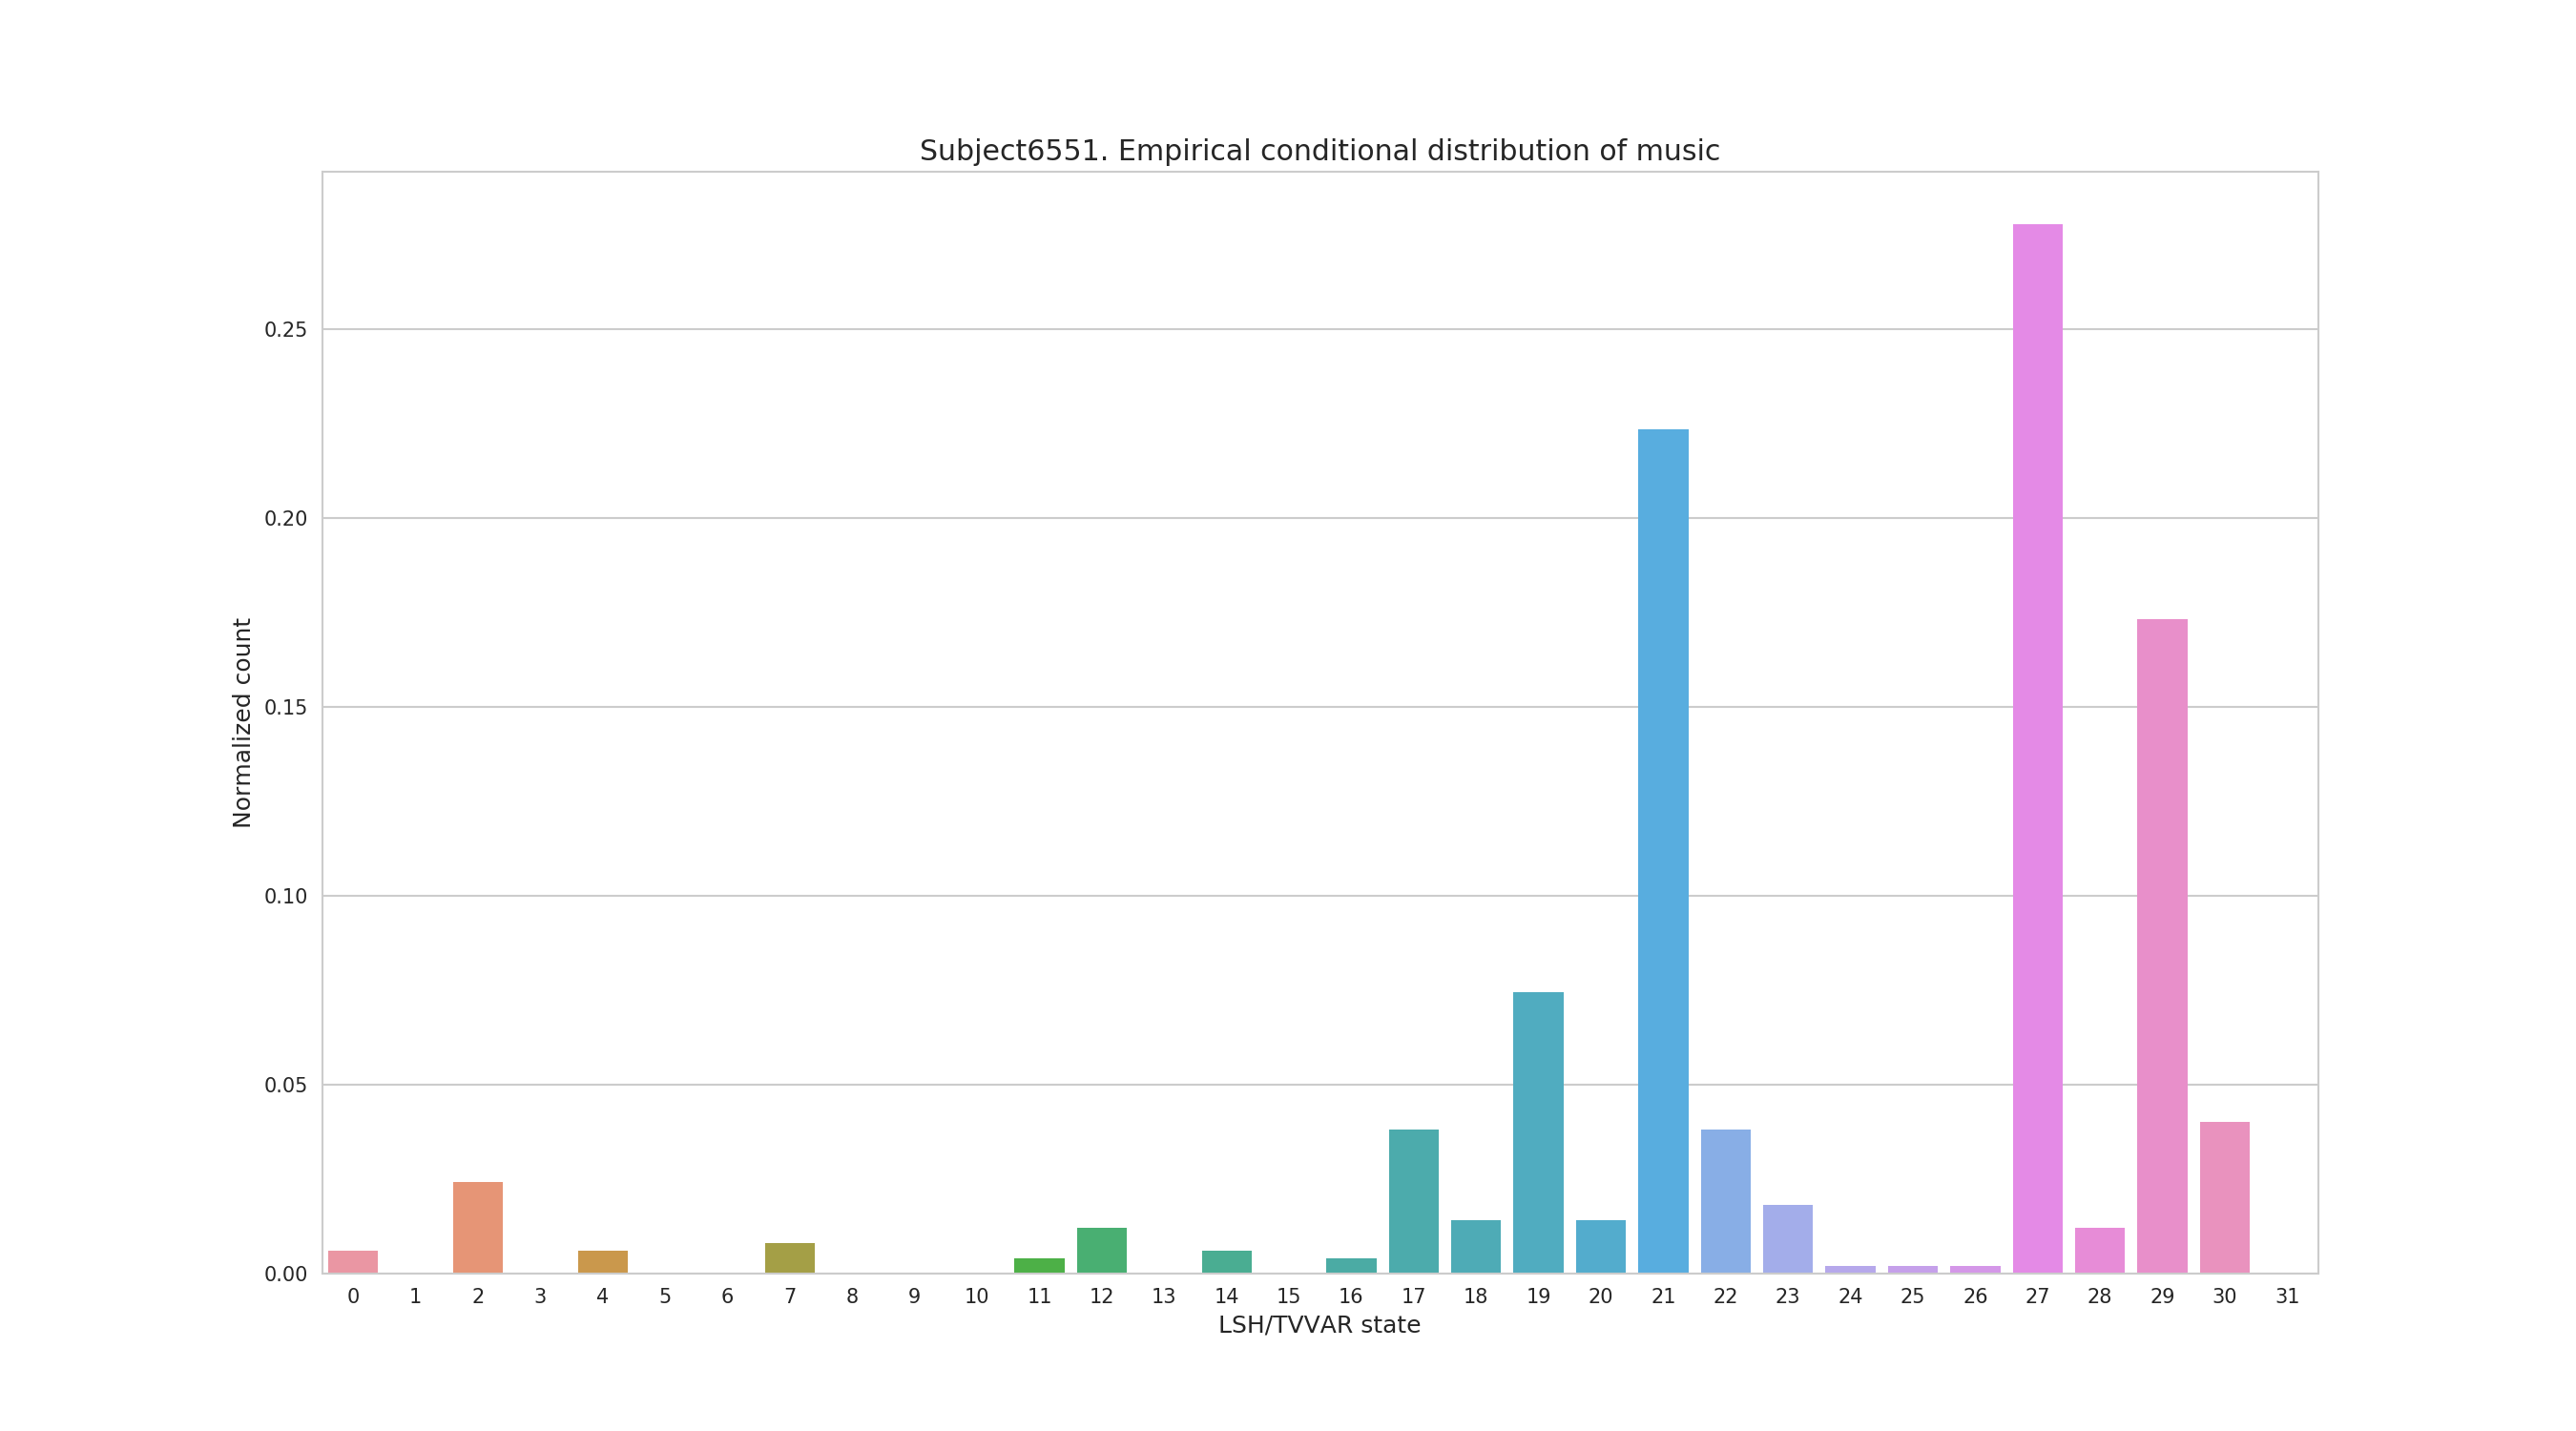 Subject6551. Empirical conditional distribution of music
Normalized count
0.25
0.20
0.15
0.10
0.05
0.00
0 1 2 3 4 5 6 7 8 9 10 11 12 13 14 15 16 17 18 19 20 21 22 23 24 25 26 27 28 29 30 31
LSH/TVVAR state